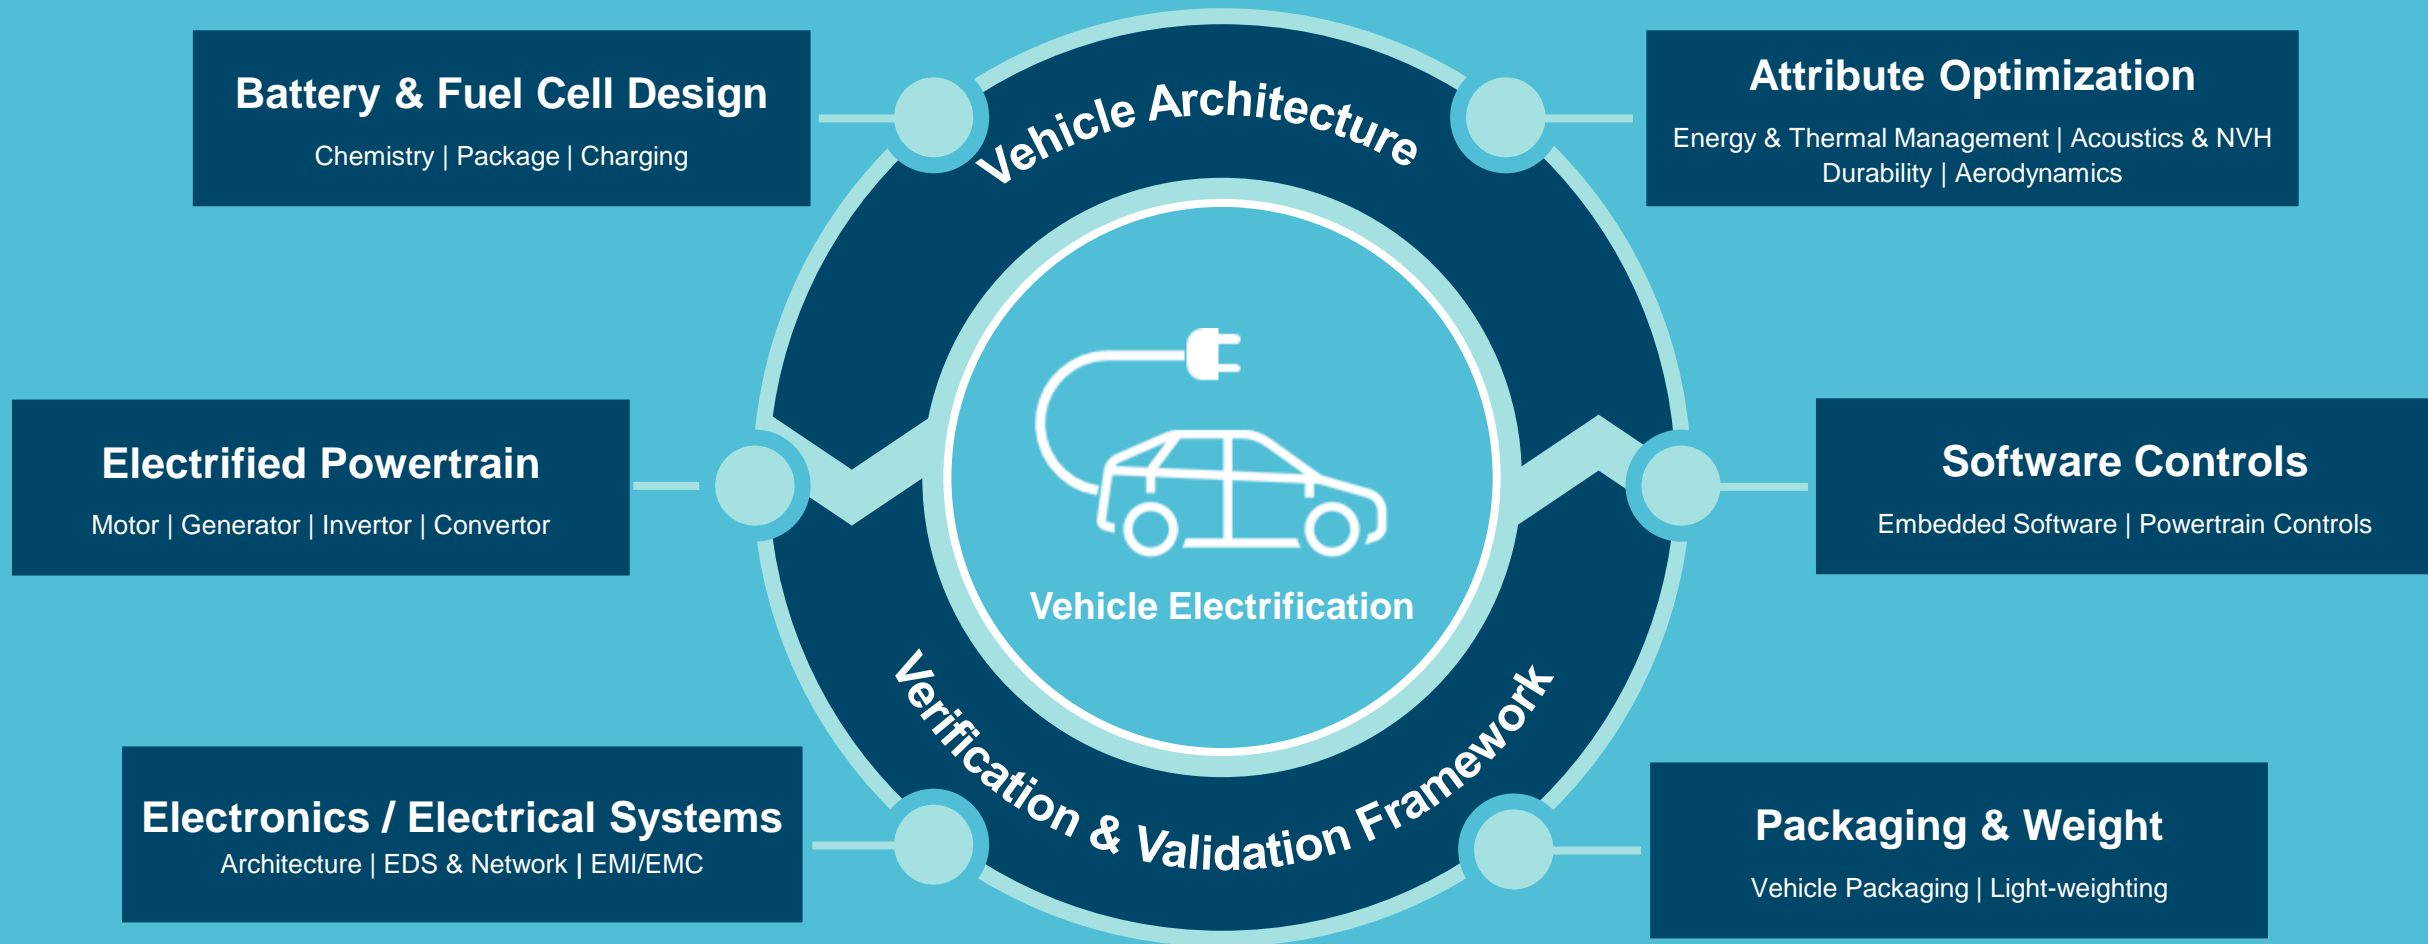 Battery & Fuel Cell Design
Chemistry | Package | Charging
Electrified Powertrain
Motor | Generator | Invertor | Convertor
Electronics / Electrical Systems
Architecture | EDS & Network | EMI/EMC
Vehicle Architecture
Vehicle Electrification
Verification & Validation Framework
Attribute Optimization
Energy & Thermal Management | Acoustics & NVH
Durability | Aerodynamics
Software Controls
Embedded Software | Powertrain Controls
Packaging & Weight
Vehicle Packaging | Light-weighting